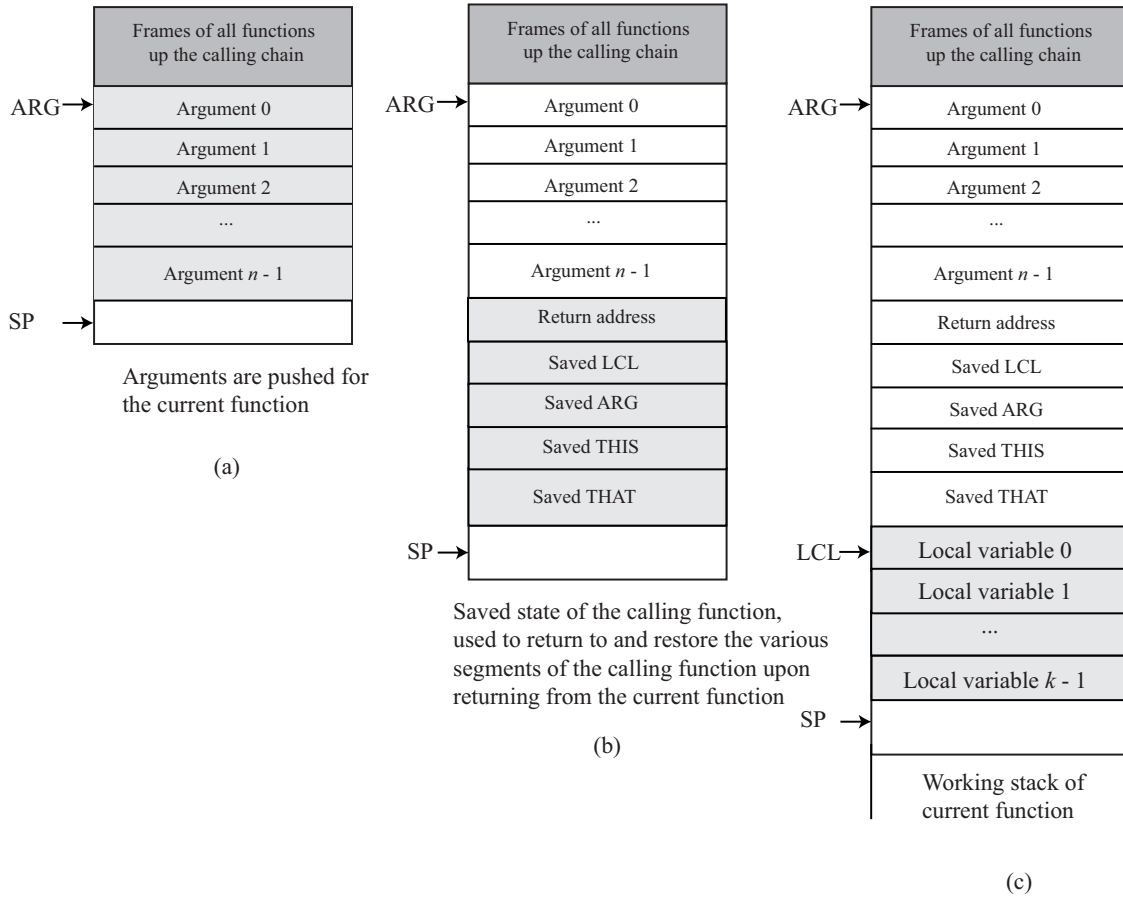 Frames of all functions
up the calling chain
ARG
Argument 0
Argument 1
Argument 2
...
Argument n - 1
SP
Arguments are pushed for
the current function
(a)
Frames of all functions
up the calling chain
ARG
Argument 0
Argument 1
Argument 2
...
Argument n - 1
Return address
Saved LCL
Saved ARG
Saved THIS
Saved THAT
SP
Saved state of the calling function,
used to return to and restore the various
segments of the calling function upon
returning from the current function
(b)
Frames of all functions
up the calling chain
ARG
Argument 0
Argument 1
Argument 2
...
Argument n - 1
Return address
Saved LCL
Saved ARG
Saved THIS
Saved THAT
LCL
Local variable 0
Local variable 1
...
Local variable k - 1
SP
Working stack of
current function
(c)